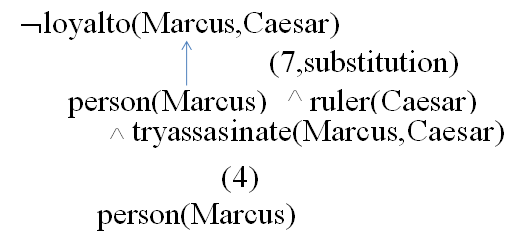 ¬loyalto(Marcus,Caesar)
(7,substitution)
person(Marcus) ^ ruler(Caesar)
^ tryassasinate(Marcus,Caesar)
(4)
person(Marcus)